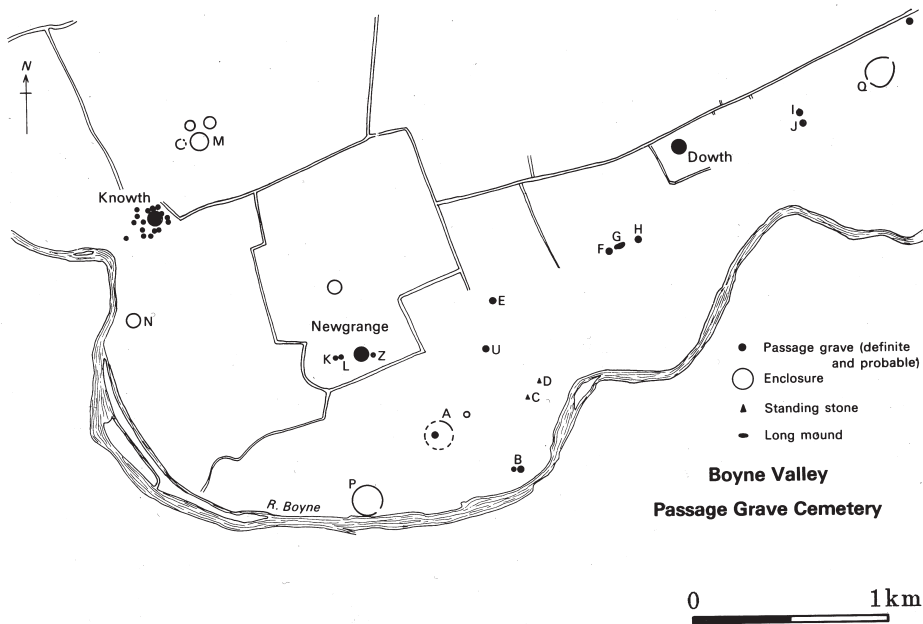 N
Q
I
J
M
Dowth
Knowth
H
G
F
E
N
Newgrange
U
K
L
Z
D
C
A
B
P
R. Boyne
Passage grave (definite
and probable)
Enclosure
Standing stone
Long mound
Boyne Valley
Passage Grave Cemetery
0 1km